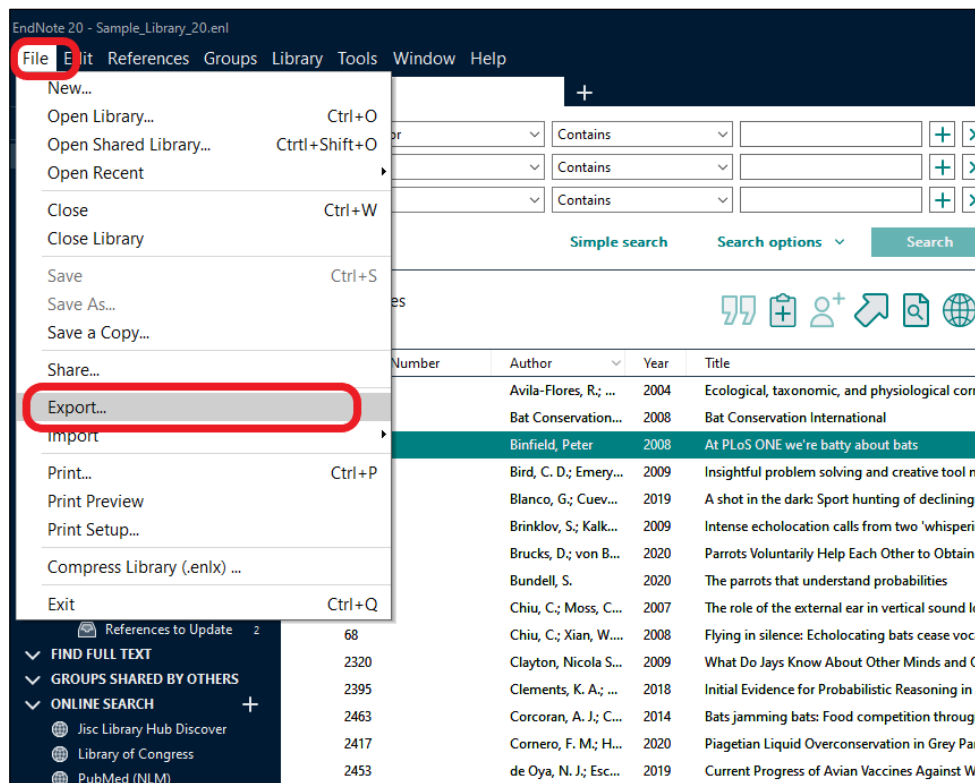 EndNote 20 - Sample_Library_20.enl
File Edit References Groups Library Tools Window Help
New...
Open Library... Ctrl+O
Open Shared Library... Ctrtl+Shift+O
Open Recent
Close Ctrl+W
Close Library
Save Ctrl+S
Save As...
Save a Copy...
Share...
Export...
Import
Print... Ctrl+P
Print Preview
Print Setup...
Compress Library (.enlx) ...
Exit Ctrl+Q
or Contains
Contains
Contains
Simple search Search options Search
es
Number Author Year Title
Avila-Flores, R.; ... 2004 Ecological, taxonomic, and physiological corr
Bat Conservation... 2008 Bat Conservation International
Binfield, Peter 2008 At PLoS ONE we're batty about bats
Bird, C. D.; Emery... 2009 Insightful problem solving and creative tool
Blanco, G.; Cuev... 2019 A shot in the dark: Sport hunting of declining
Brinklov, S.; Kalk... 2009 Intense echolocation calls from two 'whisperi
Brucks, D.; von B... 2020 Parrots Voluntarily Help Each Other to Obtain
Bundell, S. 2020 The parrots that understand probabilities
Chiu, C.; Moss, C... 2007 The role of the external ear in vertical sound
References to Update 2
68 Chiu, C.; Xian, W.... 2008 Flying in silence: Echolocating bats cease voc
FIND FULL TEXT
2320 Clayton, Nicola S... 2009 What Do Jays Know About Other Minds and
GROUPS SHARED BY OTHERS
2395 Clements, K. A.; ... 2018 Initial Evidence for Probabilistic Reasoning in
ONLINE SEARCH
2463 Corcoran, A. J.; C... 2014 Bats jamming bats: Food competition throug
Jisc Library Hub Discover
2417 Cornero, F. M.; H... 2020 Piagetian Liquid Overconservation in Grey Pa
Library of Congress
2453 de Oya, N. J.; Esc... 2019 Current Progress of Avian Vaccines Against W
PubMed (NLM)